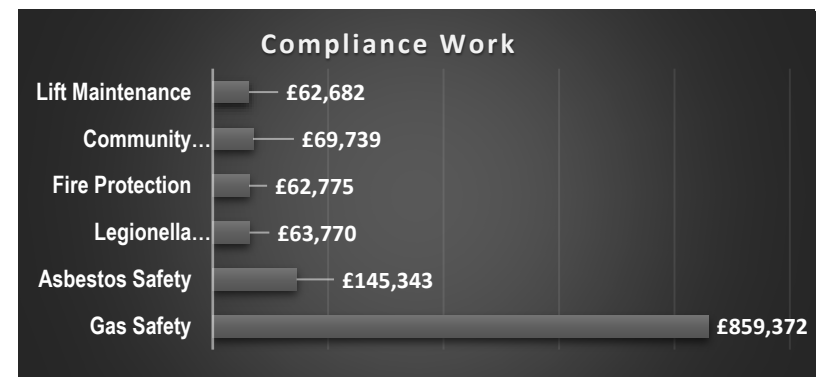 Compliance Work
Lift Maintenance £62,682
Community... £69,739
Fire Protection £62,775
Legionella... £63,770
Asbestos Safety £145,343
Gas Safety £859,372